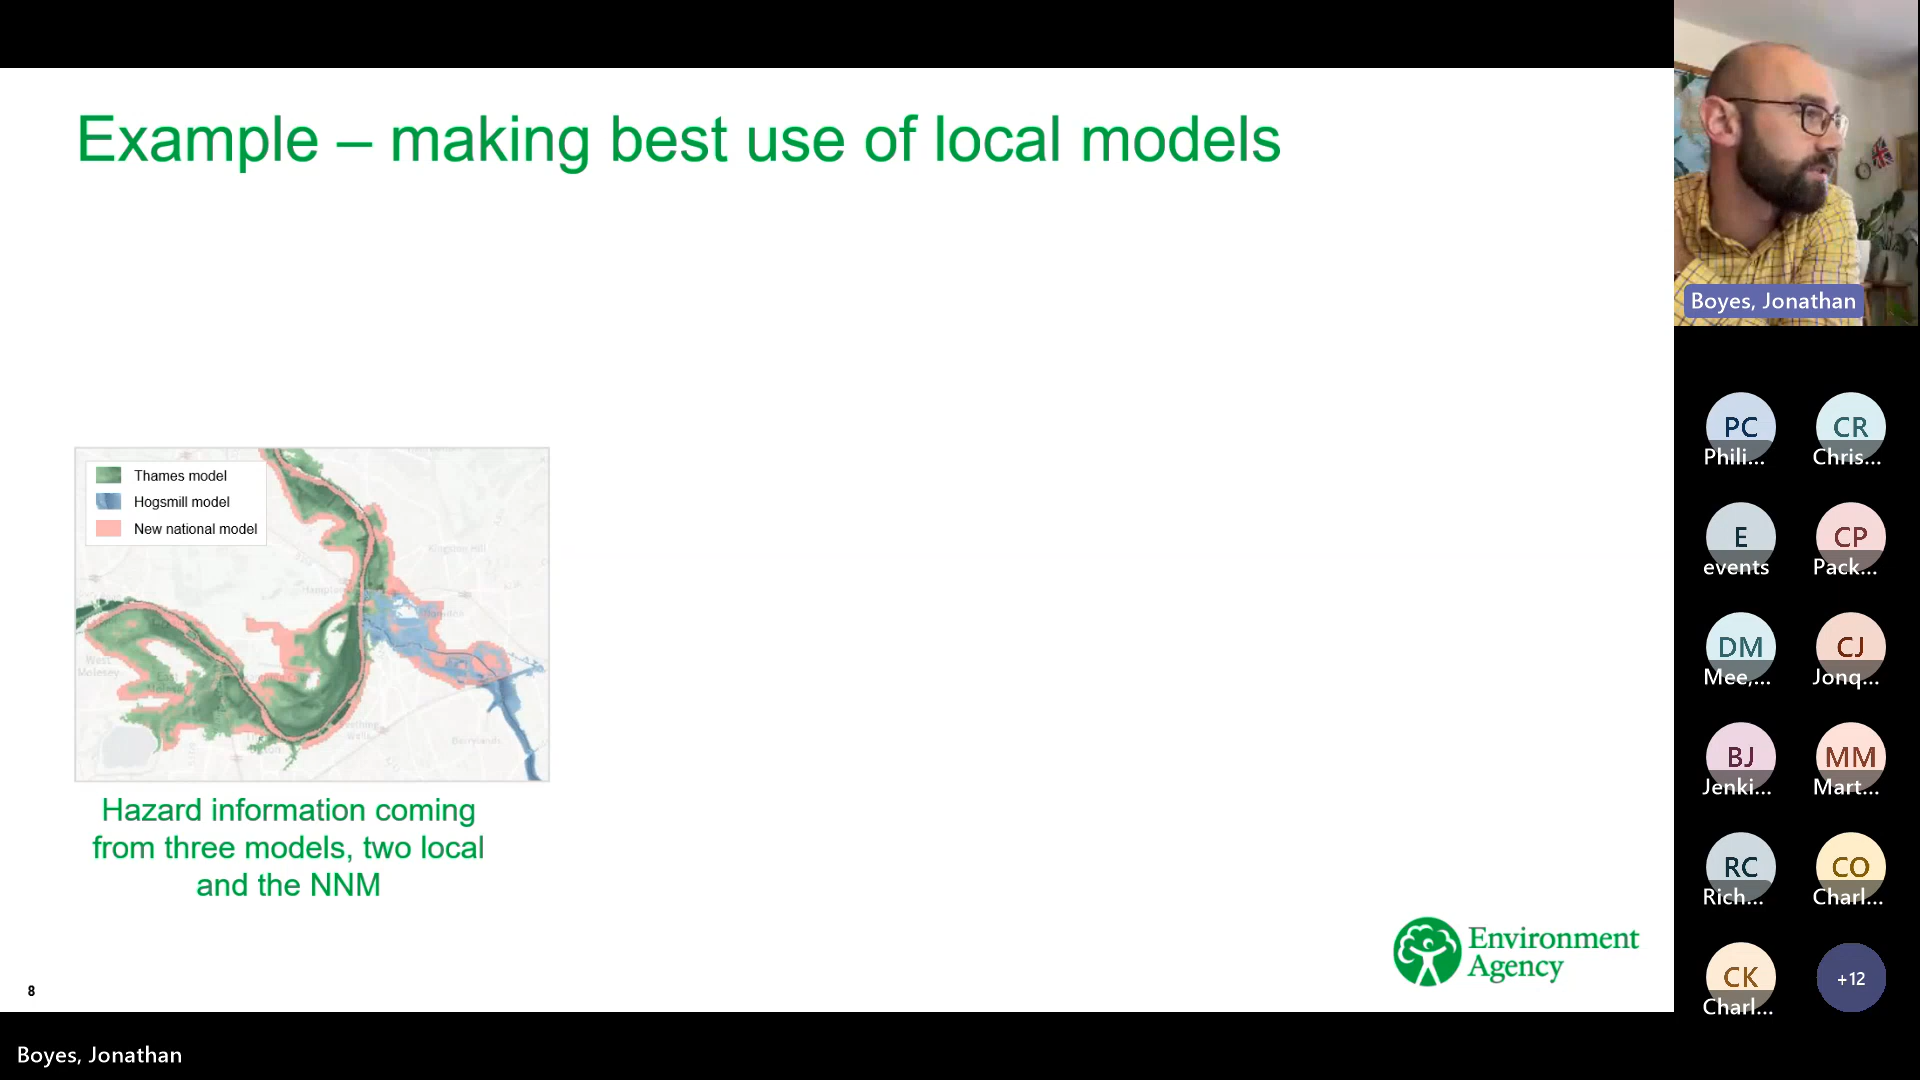 Example – making best use of local models
Thames model
Hogsmill model
New national model
West
Molesey
Hazard information coming
from three models, two local
and the NNM
Environment
Agency
8
Boyes, Jonathan
Boyes, Jonathan
PC
Phili...
CR
Chris...
E
events
CP
Pack...
DM
Mee,...
CJ
Jonq...
BJ
Jenki...
MM
Mart...
RC
Rich...
CO
Charl...
CK
Charl...
+12